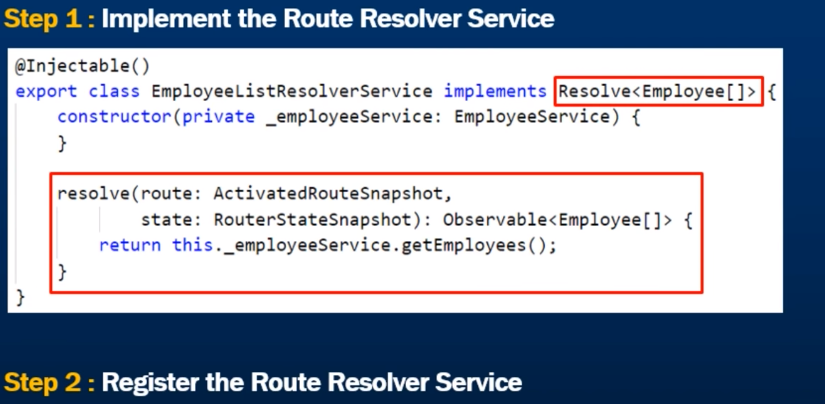 Step 1 : Implement the Route Resolver Service
@Injectable()
export class EmployeeListResolverService implements Resolve<Employee[]> {
    constructor(private _employeeService: EmployeeService) {
    }
    resolve(route: ActivatedRouteSnapshot,
            state: RouterStateSnapshot): Observable<Employee[]> {
        return this._employeeService.getEmployees();
    }
}
Step 2 : Register the Route Resolver Service